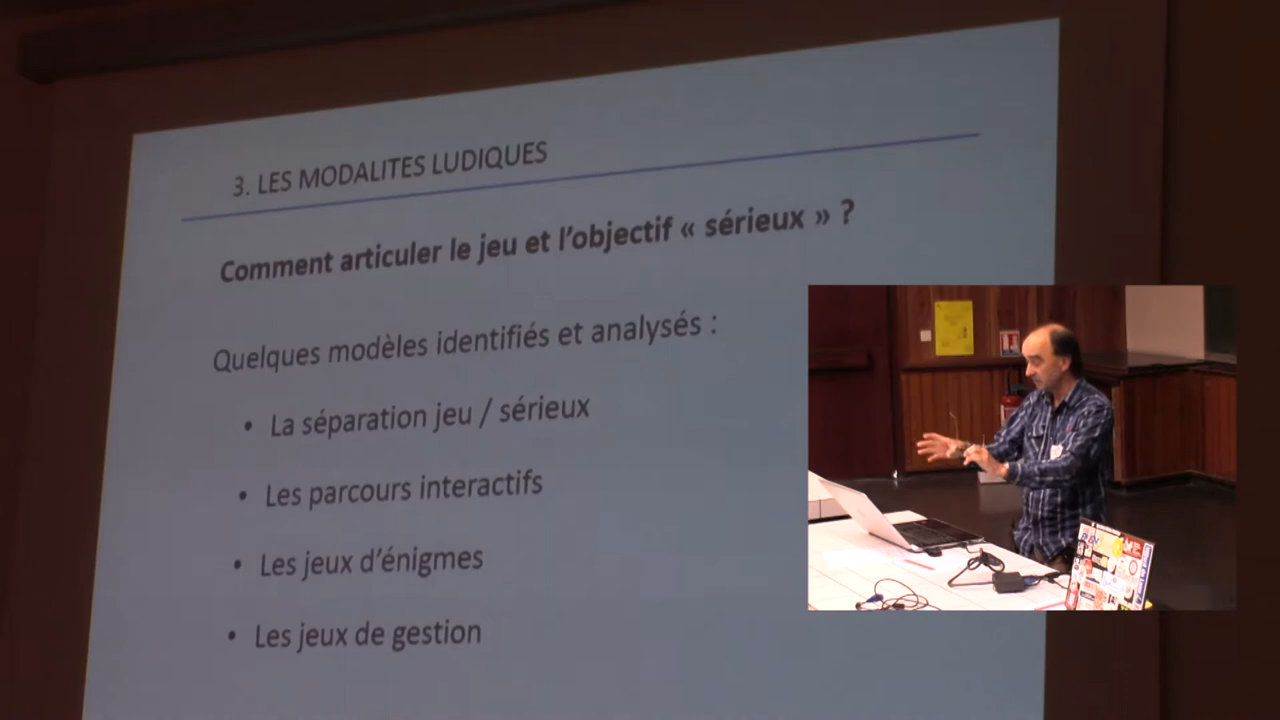 3. LES MODALITES LUDIQUES
Comment articuler le jeu et l'objectif « sérieux » ?
Quelques modèles identifiés et analysés :
• La séparation jeu / sérieux
• Les parcours interactifs
• Les jeux d'énigmes
• Les jeux de gestion